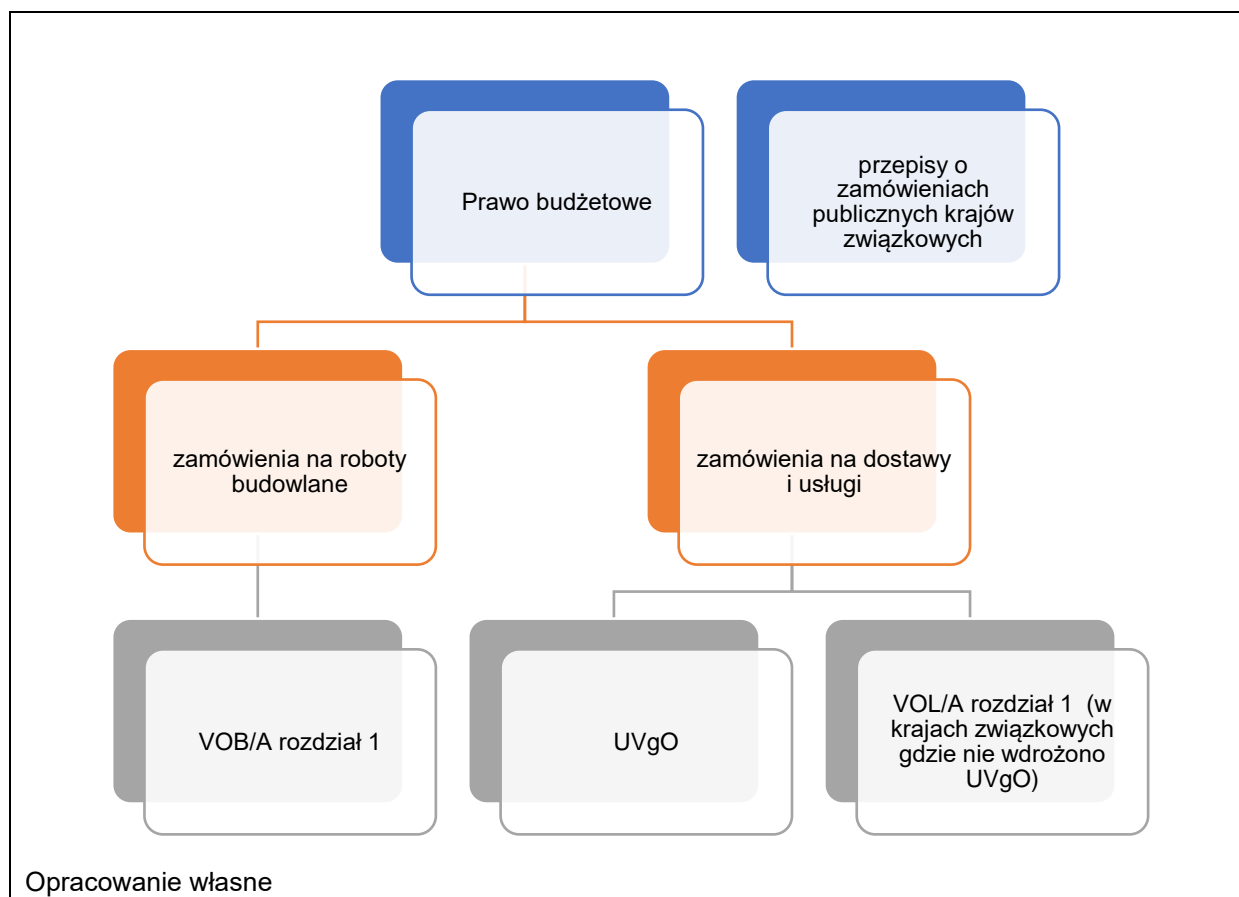 Prawo budżetowe
przepisy o
zamówieniach
publicznych krajów
związkowych
zamówienia na roboty
budowlane
zamówienia na dostawy
i usługi
VOB/A rozdział 1
UVgO
VOL/A rozdział 1  (w
krajach związkowych
gdzie nie wdrożono
UVgO)
Opracowanie własne